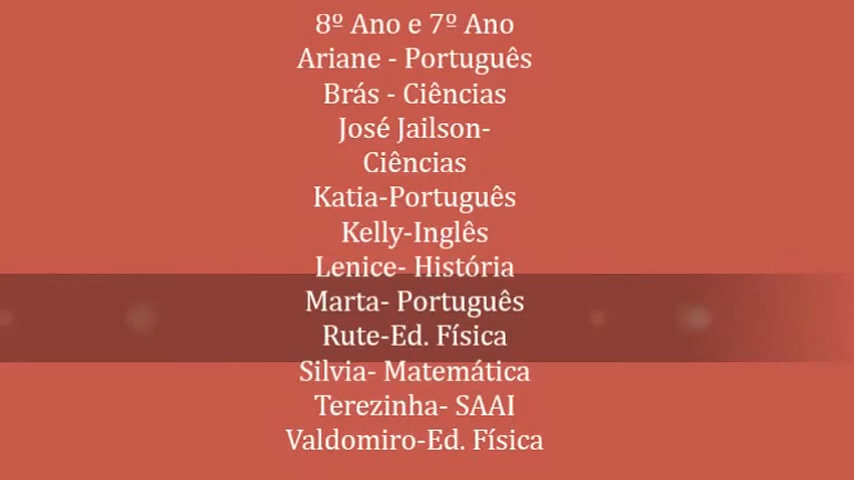 8º Ano e 7º Ano
Ariane - Português
Brás - Ciências
José Jailson-
Ciências
Katia-Português
Kelly-Inglês
Lenice- História
Marta- Português
Rute-Ed. Física
Silvia- Matemática
Terezinha- SAAI
Valdomiro-Ed. Física